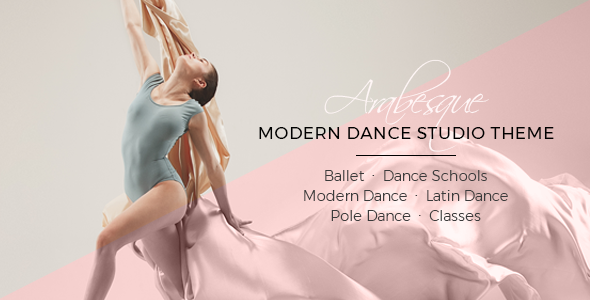 Arabesque
MODERN DANCE STUDIO THEME
Ballet · Dance Schools
Modern Dance · Latin Dance
Pole Dance · Classes